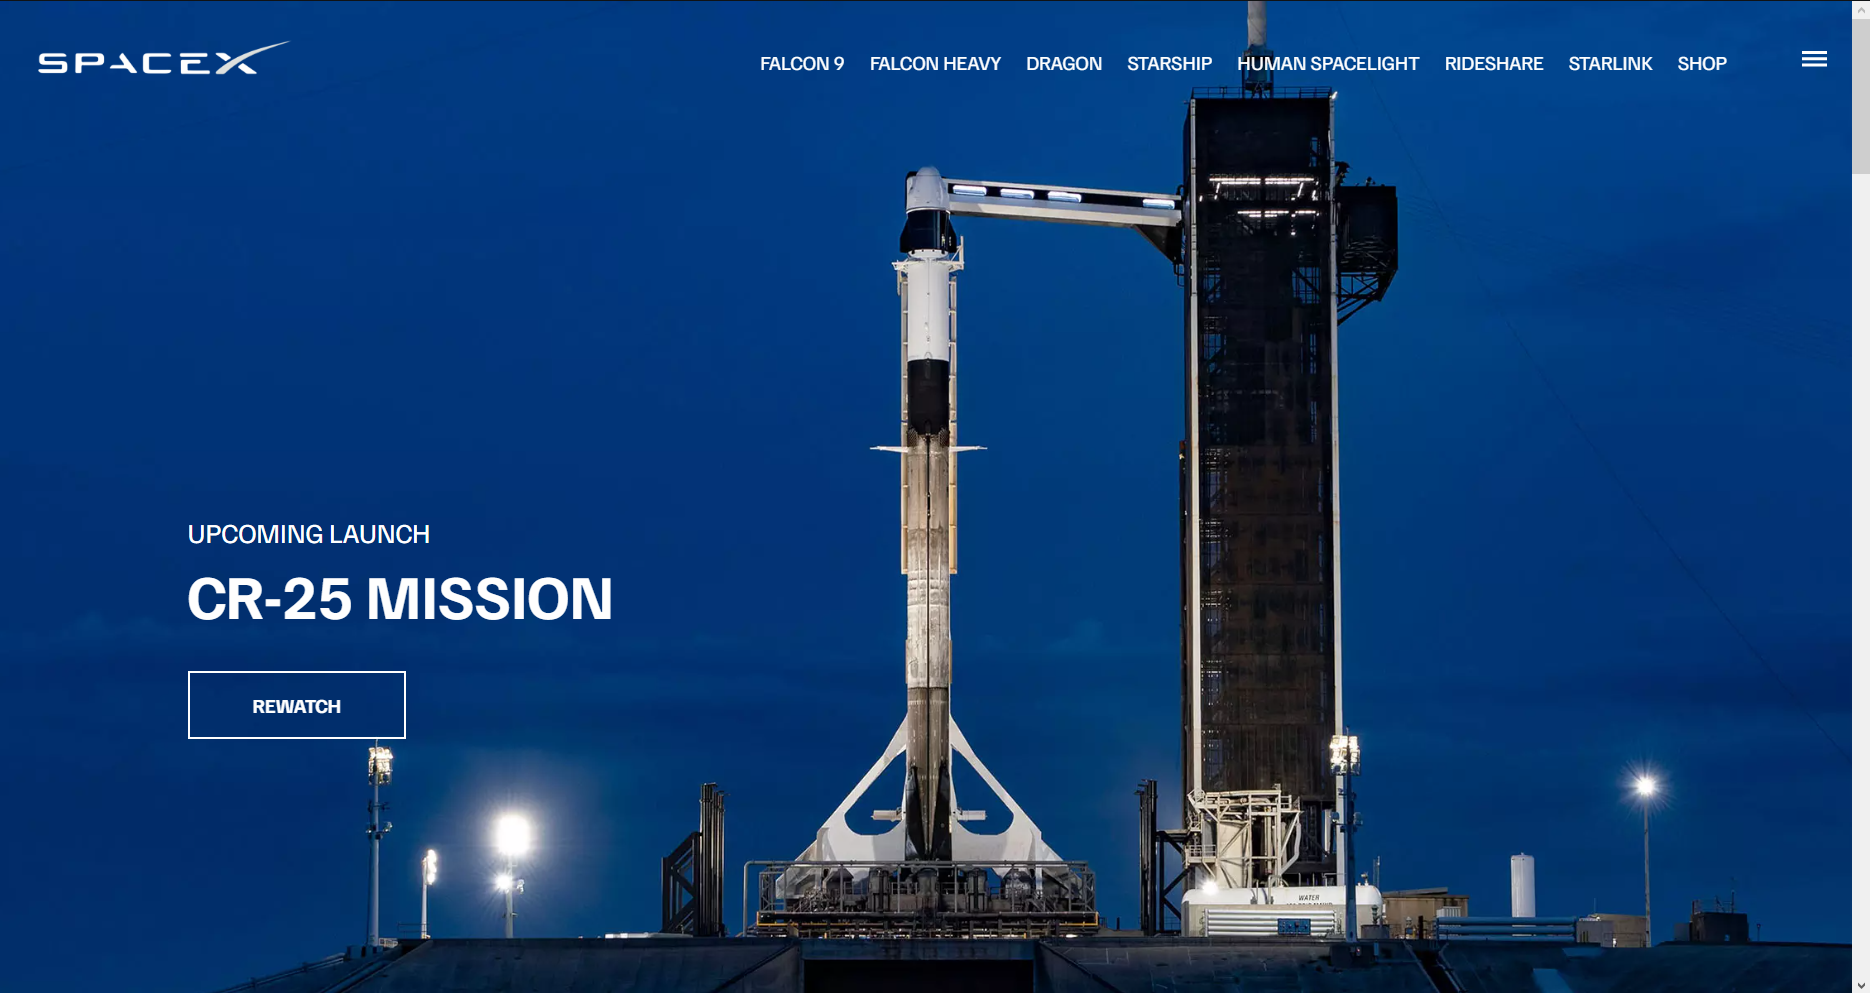 SPACEX
FALCON 9 FALCON HEAVY DRAGON STARSHIP HUMAN SPACELIGHT RIDESHARE STARLINK SHOP
UPCOMING LAUNCH
CR-25 MISSION
REWATCH
WATER